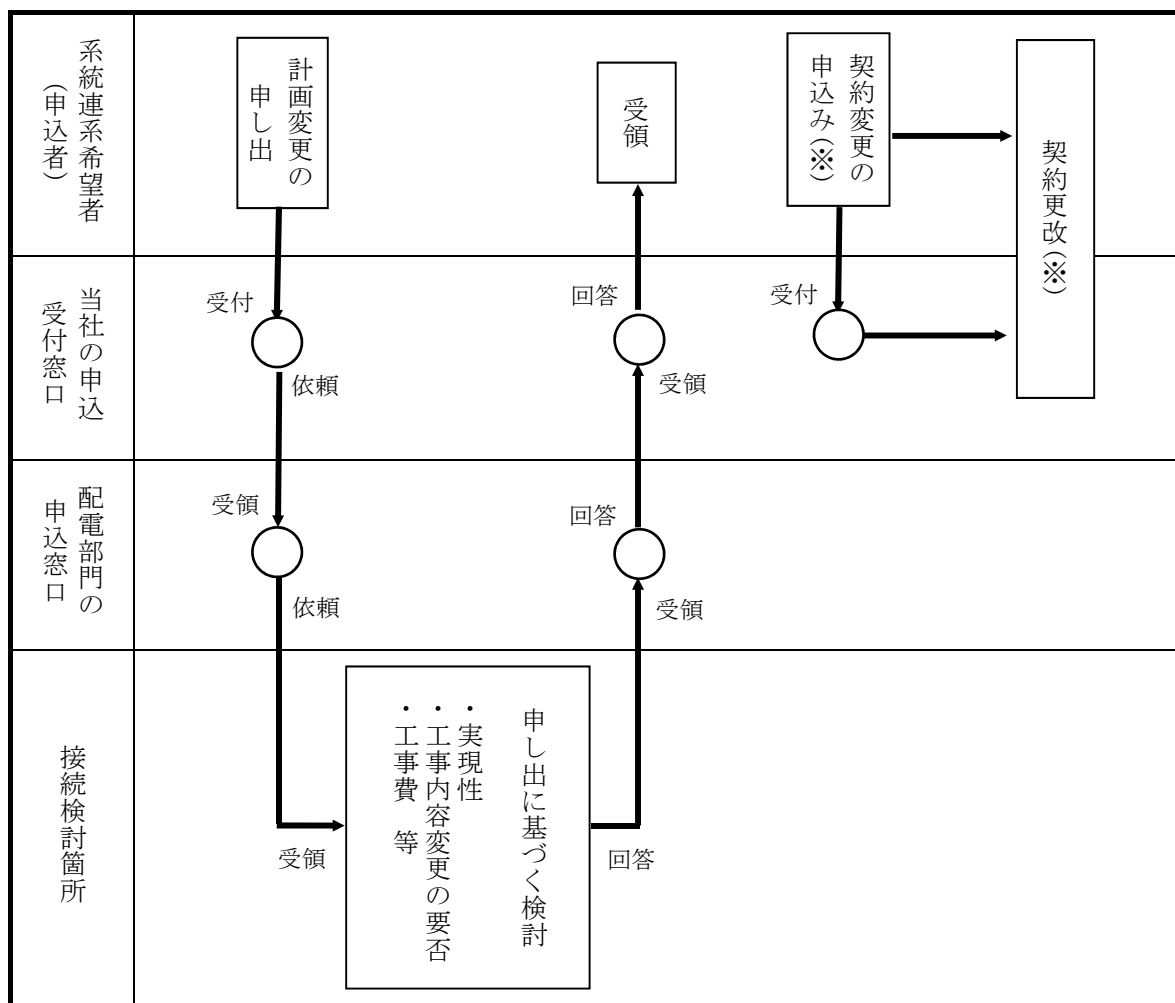 系統連系希望者
(申込者)
計画変更の
申し出
受領
契約変更の
申込み(※)
契約更改(※)
当社の申込
受付窓口
受付
依頼
回答
受領
受付
配電部門の
申込窓口
受領
依頼
回答
受領
接続検討箇所
受領
申し出に基づく検討
・実現性
・工事内容変更の要否
・工事費 等
回答